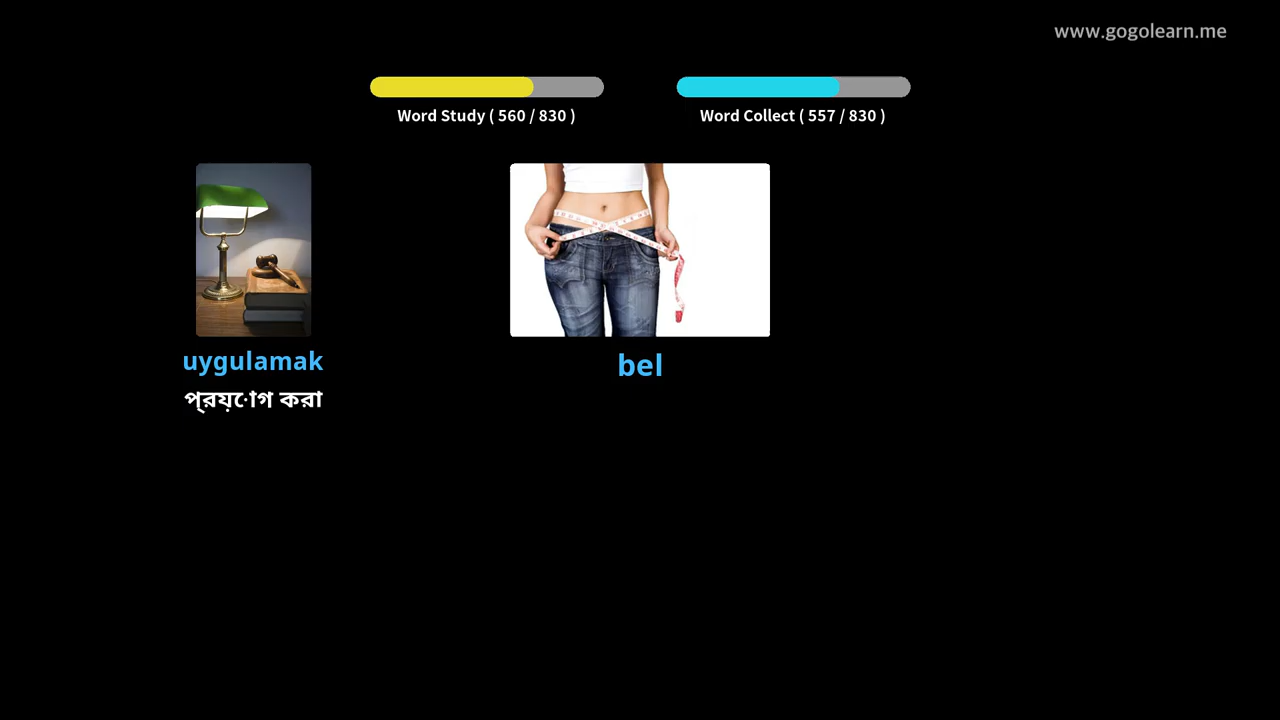 www.gogolearn.me
Word Study ( 560 / 830 )
Word Collect ( 557 / 830 )
uygulamak
bel
প্রয়োগ করা